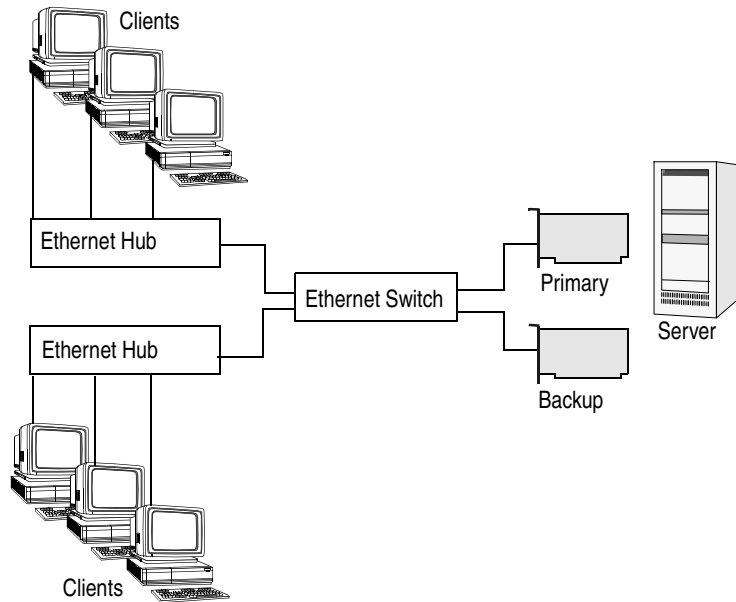 Clients
Ethernet Hub
Ethernet Switch
Primary
Server
Ethernet Hub
Backup
Clients